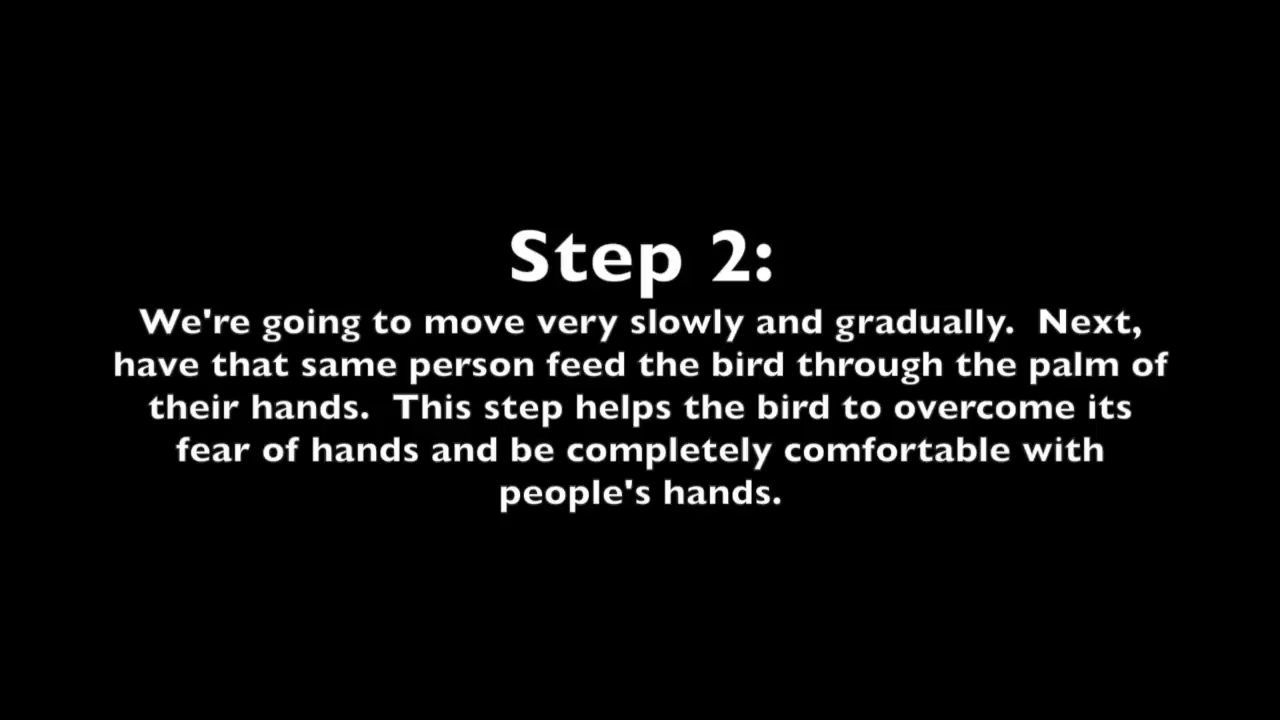 Step 2:
We're going to move very slowly and gradually.  Next,
have that same person feed the bird through the palm of
their hands.  This step helps the bird to overcome its
fear of hands and be completely comfortable with
people's hands.